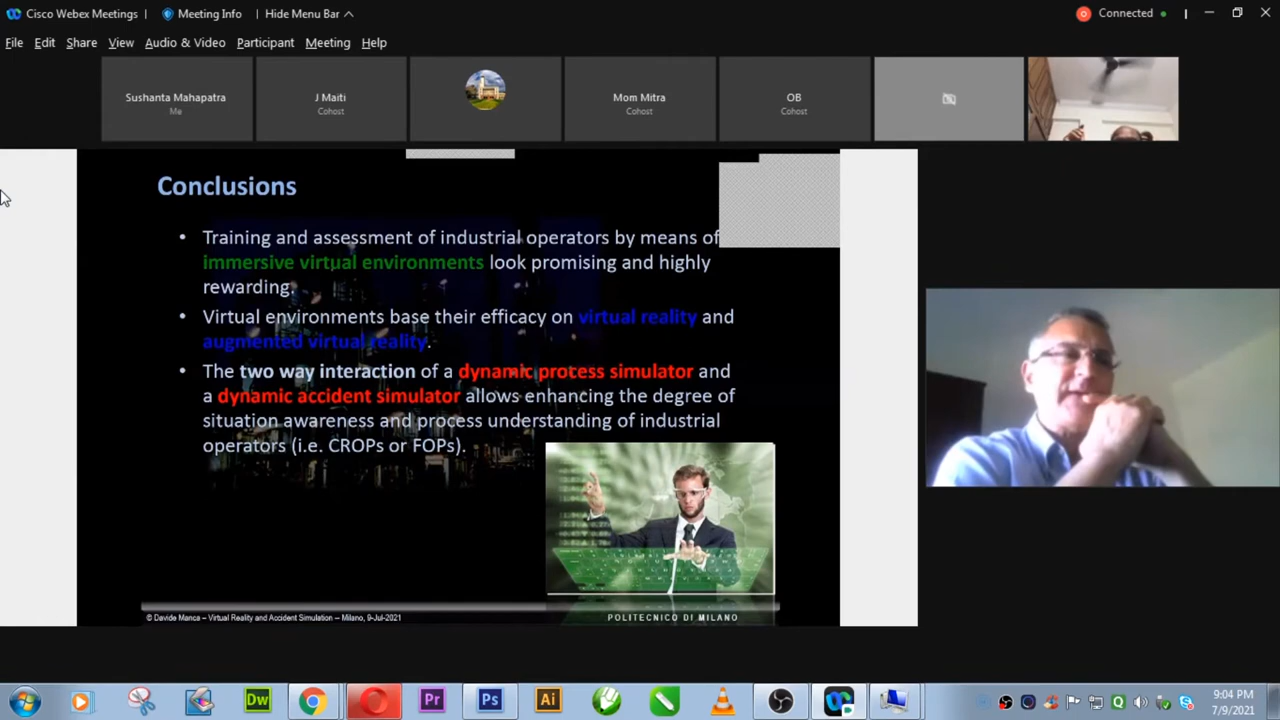 Cisco Webex Meetings | Meeting Info | Hide Menu Bar
Connected
File Edit Share View Audio & Video Participant Meeting Help
Sushanta Mahapatra
Me
J Maiti
Cohost
Mom Mitra
Cohost
OB
Cohost
Conclusions
• Training and assessment of industrial operators by means of
immersive virtual environments look promising and highly
rewarding.
• Virtual environments base their efficacy on virtual reality and
augmented virtual reality.
• The two way interaction of a dynamic process simulator and
a dynamic accident simulator allows enhancing the degree of
situation awareness and process understanding of industrial
operators (i.e. CROPs or FOPs).
© Davide Manca – Virtual Reality and Accident Simulation – Milano, 9-Jul-2021
POLITECNICO DI MILANO
Dw
Pr
Ps
Ai
9:04 PM
7/9/2021